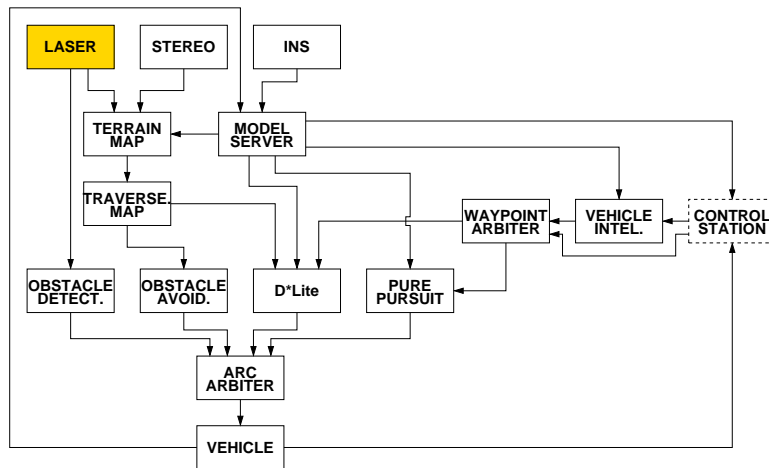 LASER
STEREO
INS
TERRAIN
MAP
MODEL
SERVER
TRAVERSE.
MAP
WAYPOINT
ARBITER
VEHICLE
INTEL.
CONTROL
STATION
OBSTACLE
DETECT.
OBSTACLE
AVOID.
D*Lite
PURE
PURSUIT
ARC
ARBITER
VEHICLE